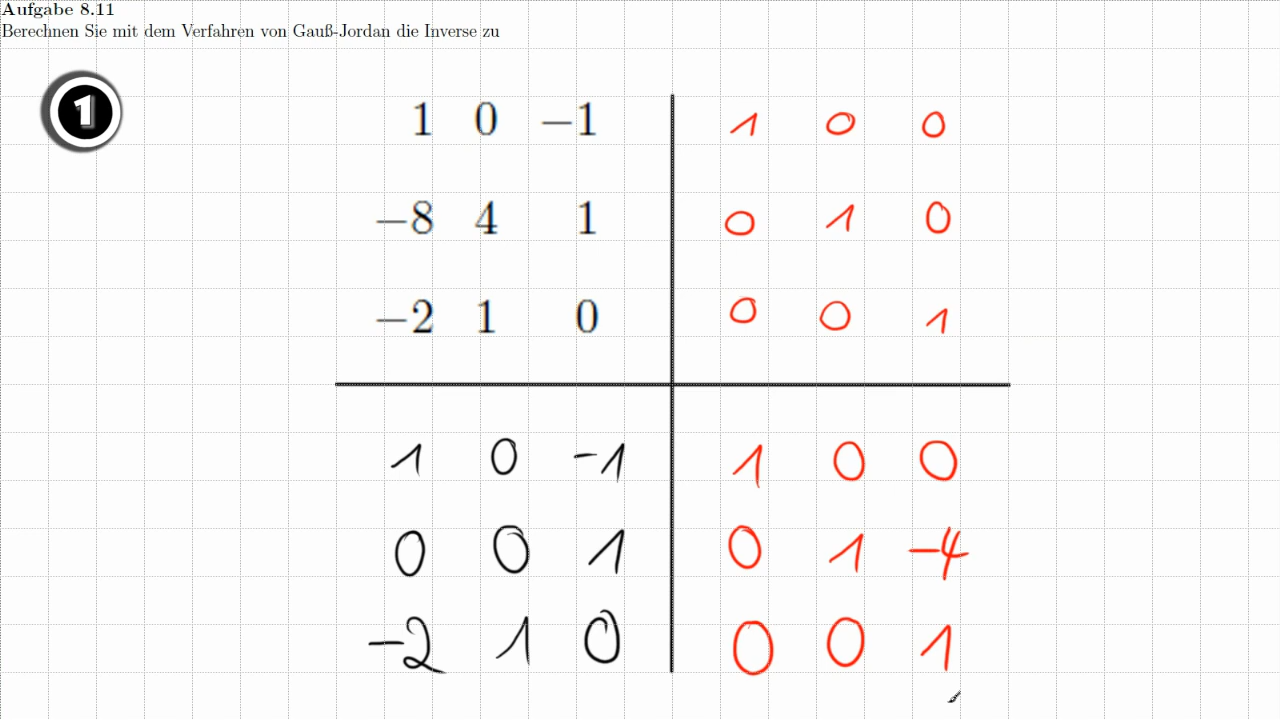 Aufgabe 8.11
Berechnen Sie mit dem Verfahren von Gauß-Jordan die Inverse zu
1
1 0 −1 1 0 0
−8 4 1 0 1 0
−2 1 0 0 0 1
1 0 -1 1 0 0
0 0 1 0 1 -4
-2 1 0 0 0 1